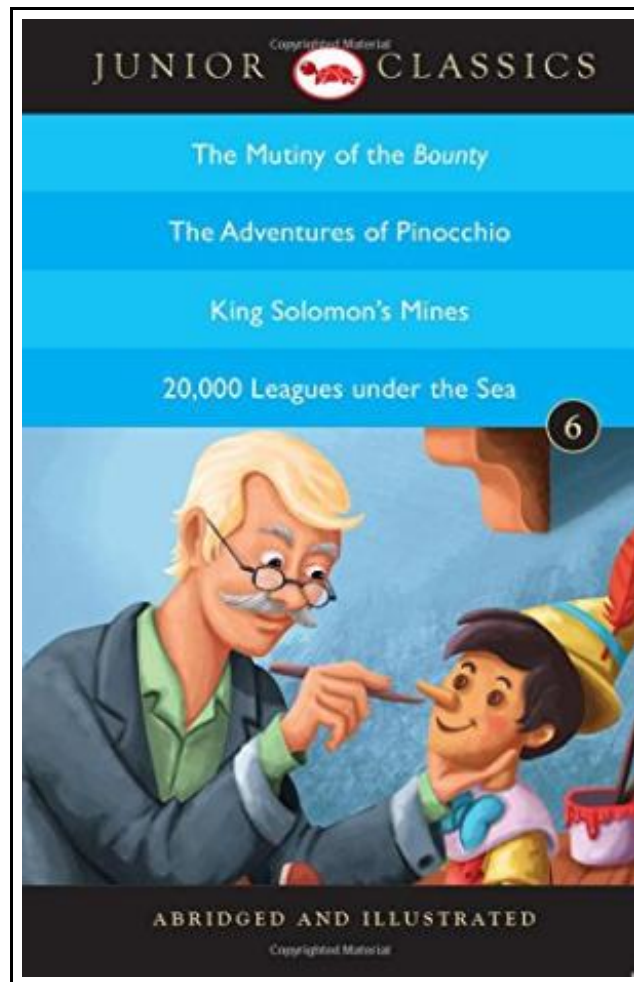 Copyrighted Material
JUNIOR CLASSICS
The Mutiny of the Bounty
The Adventures of Pinocchio
King Solomon's Mines
20,000 Leagues under the Sea
6
ABRIDGED AND ILLUSTRATED
Copyrighted Material